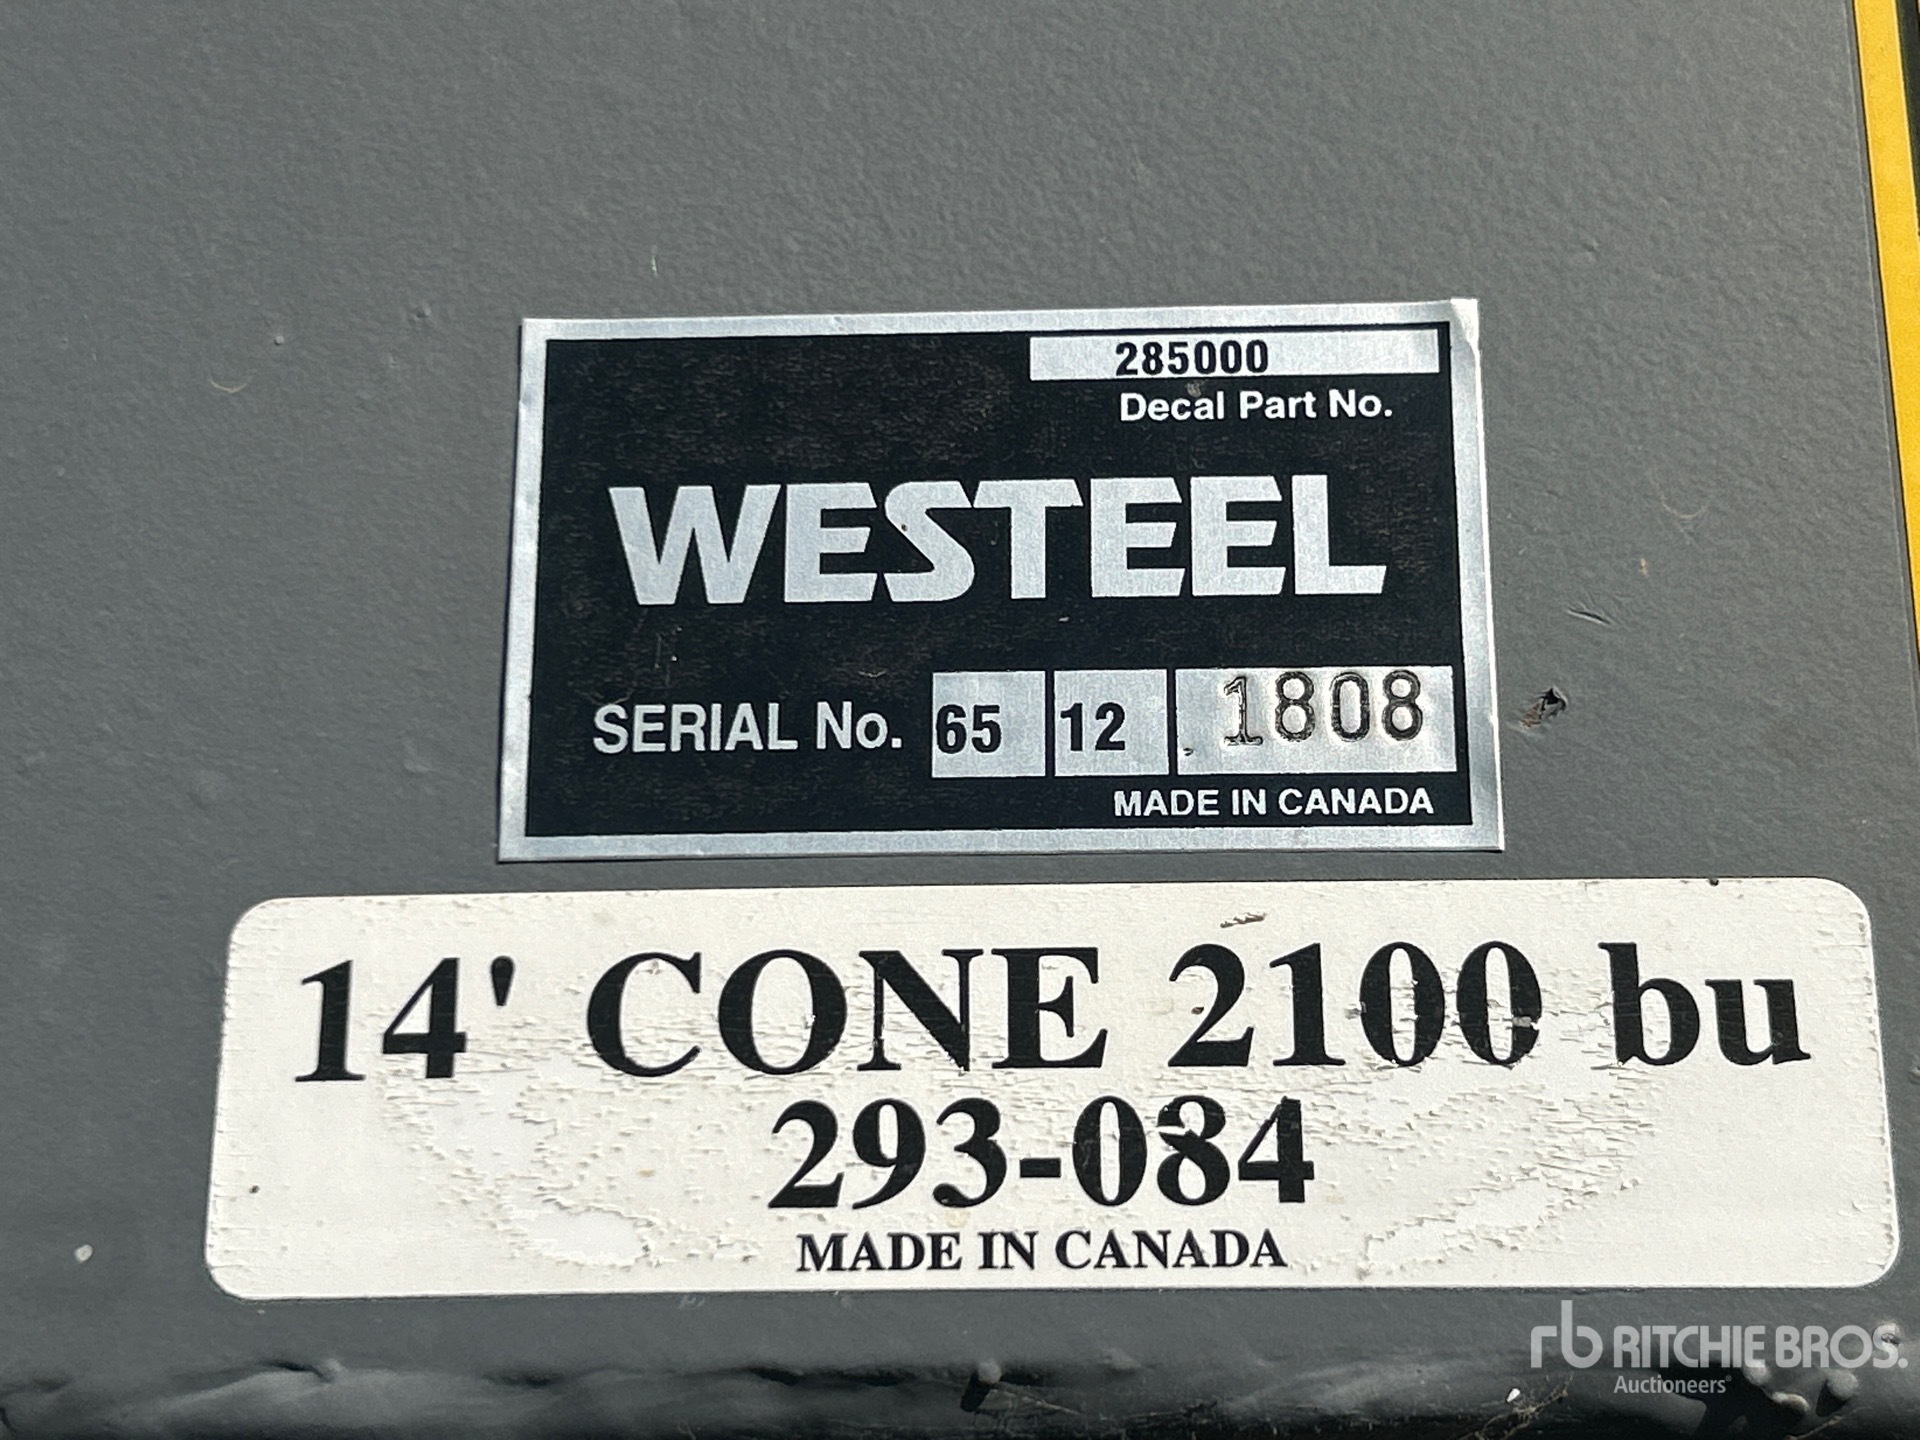 285000
Decal Part No.
WESTEEL
SERIAL No. 65 12 1808
MADE IN CANADA
14' CONE 2100 bu
293-084
MADE IN CANADA
rb RITCHIE BROS.
Auctioneers®